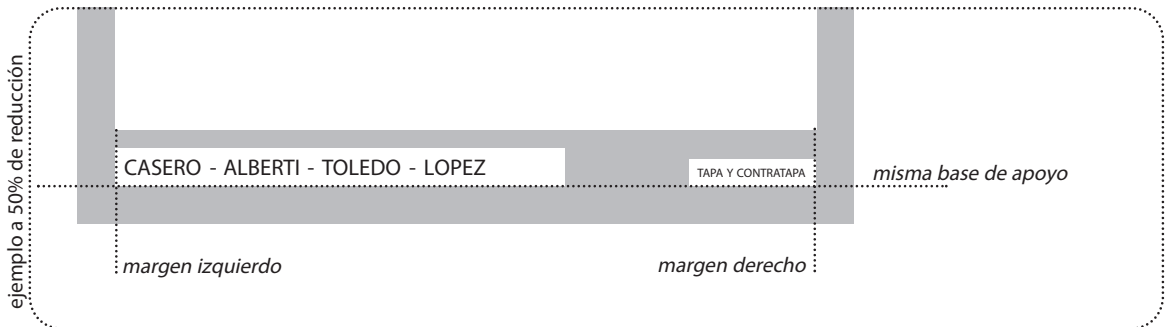 ejemplo a 50% de reducción
CASERO - ALBERTI - TOLEDO - LOPEZ
TAPA Y CONTRATAPA
misma base de apoyo
margen izquierdo
margen derecho